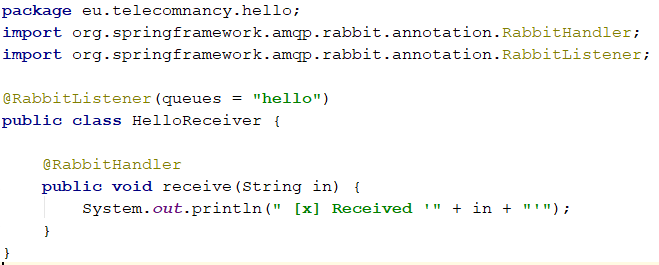 package eu.telecomnancy.hello;
import org.springframework.amqp.rabbit.annotation.RabbitHandler;
import org.springframework.amqp.rabbit.annotation.RabbitListener;
@RabbitListener(queues = "hello")
public class HelloReceiver {
@RabbitHandler
public void receive(String in) {
System.out.println(" [x] Received '" + in + "'");
}
}